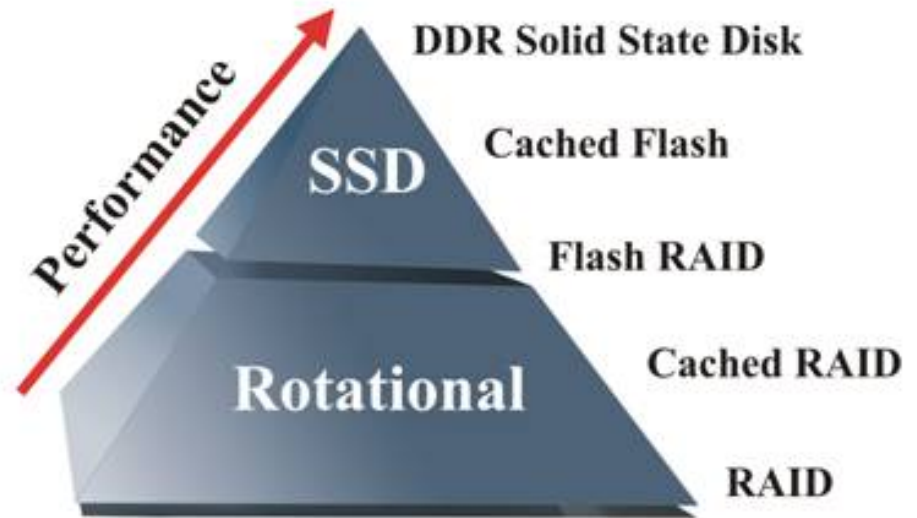 DDR Solid State Disk
Performance
Cached Flash
SSD
Flash RAID
Cached RAID
Rotational
RAID